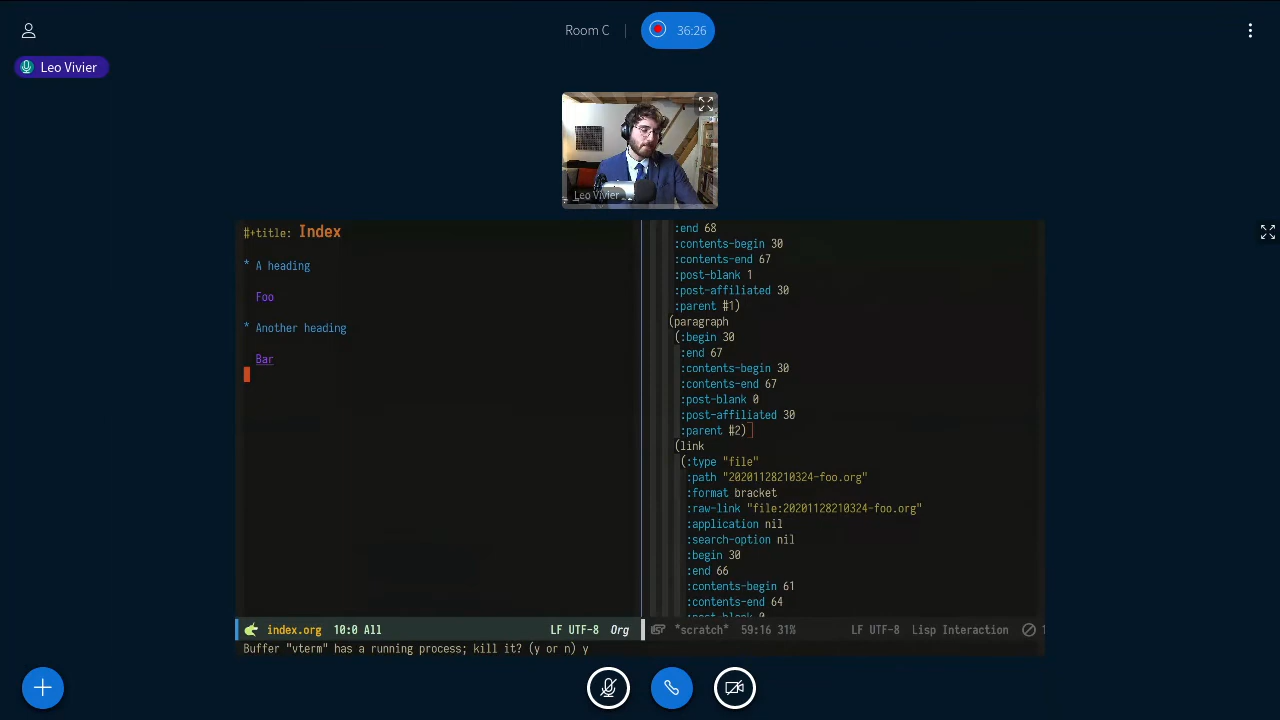 Room C
36:26
Leo Vivier
Leo Vivier
#+title: Index
* A heading
Foo
* Another heading
Bar
index.org 10:0 All LF UTF-8 Org
Buffer "vterm" has a running process; kill it? (y or n) y
:end 68
:contents-begin 30
:contents-end 67
:post-blank 1
:post-affiliated 30
:parent #1)
(paragraph
(:begin 30
:end 67
:contents-begin 30
:contents-end 67
:post-blank 0
:post-affiliated 30
:parent #2)
(link
(:type "file"
:path "20201128210324-foo.org"
:format bracket
:raw-link "file:20201128210324-foo.org"
:application nil
:search-option nil
:begin 30
:end 66
:contents-begin 61
:contents-end 64
:post-blank 0
*scratch* 59:16 31% LF UTF-8 Lisp Interaction 1